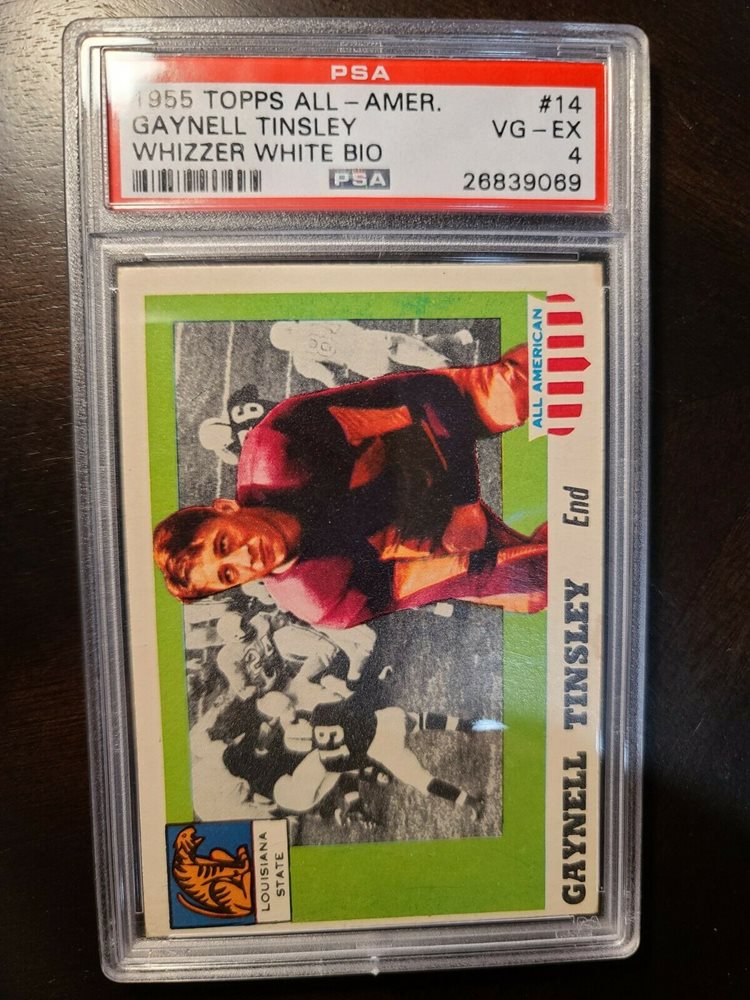 PSA
1955 TOPPS ALL-AMER. #14
GAYNELL TINSLEY VG-EX
WHIZZER WHITE BIO 4
PSA 26839069
ALL AMERICAN
GAYNELL TINSLEY End
LOUISIANA
STATE
19